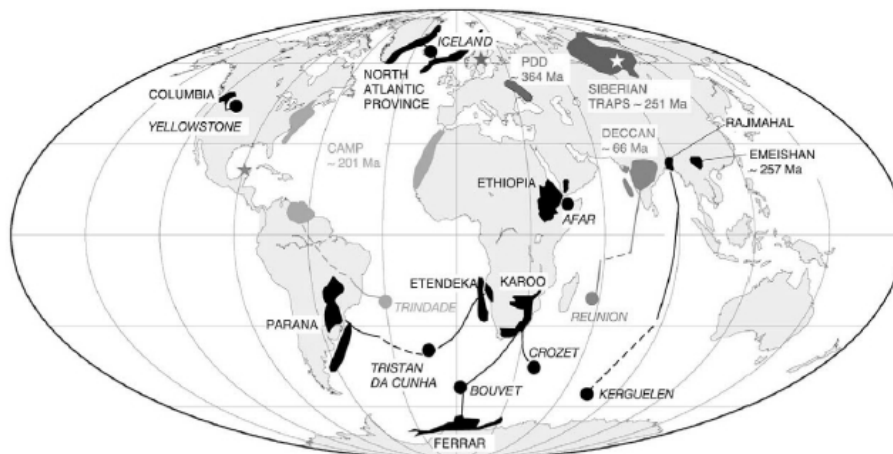 ICELAND
NORTH
ATLANTIC
PROVINCE
PDD
~ 364 Ma
SIBERIAN
TRAPS ~ 251 Ma
COLUMBIA
YELLOWSTONE
CAMP
~ 201 Ma
DECCAN
~ 66 Ma
RAJMAHAL
EMEISHAN
~ 257 Ma
ETHIOPIA
AFAR
ETENDEKA
KAROO
PARANA
TRINDADE
REUNION
TRISTAN
DA CUNHA
CROZET
BOUVET
KERGUELEN
FERRAR